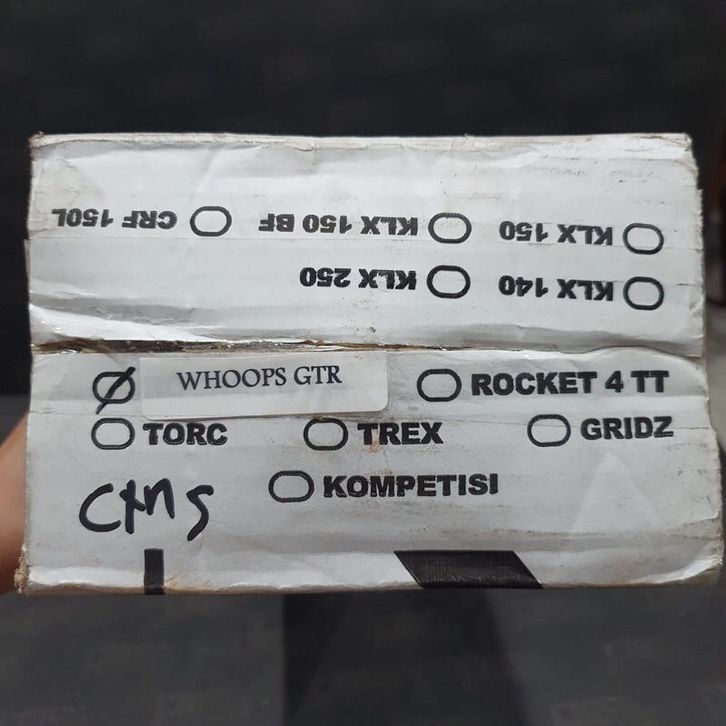 KLX 140 KLX 250
KLX 150 KLX 150 BF CRF 150L
WHOOPS GTR ROCKET 4 TT
TORC TREX GRIDZ
KOMPETISI